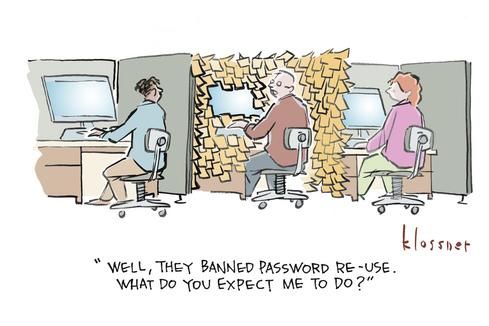 klossner
" WELL, THEY BANNED PASSWORD RE-USE.
WHAT DO YOU EXPECT ME TO DO?"